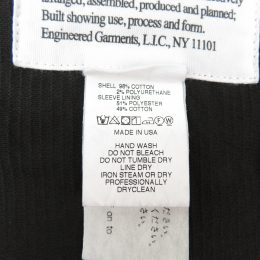 arranged, assembled, produced and planned;
Built showing use, process and form.
Engineered Garments, L.I.C., NY 11101
SHELL 98% COTTON
2% POLYURETHANE
SLEEVE LINING
51% POLYESTER
49% COTTON
MADE IN USA
HAND WASH
DO NOT BLEACH
DO NOT TUMBLE DRY
LINE DRY
IRON STEAM OR DRY
PROFESSIONALLY
DRYCLEAN
on to